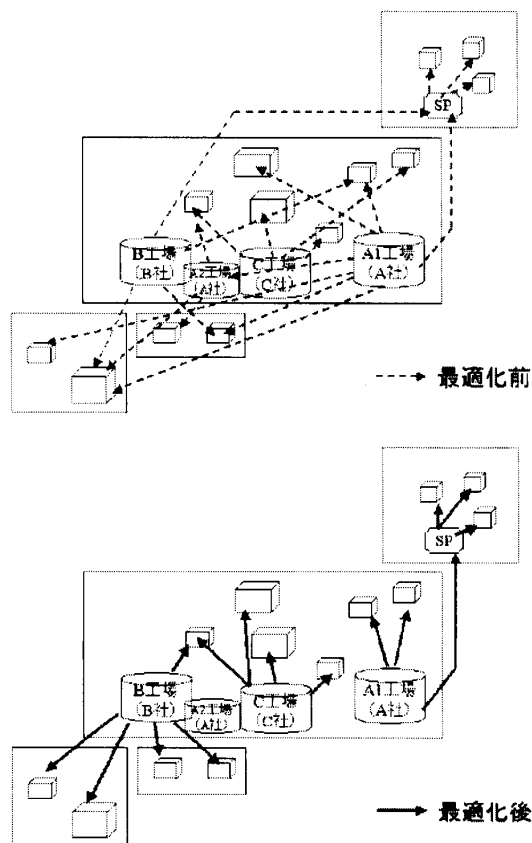 SP
B工場
(B社)
A2工場
(A社)
C工場
(C社)
A1工場
(A社)
最適化前
SP
B工場
(B社)
A2工場
(A社)
C工場
(C社)
A1工場
(A社)
最適化後